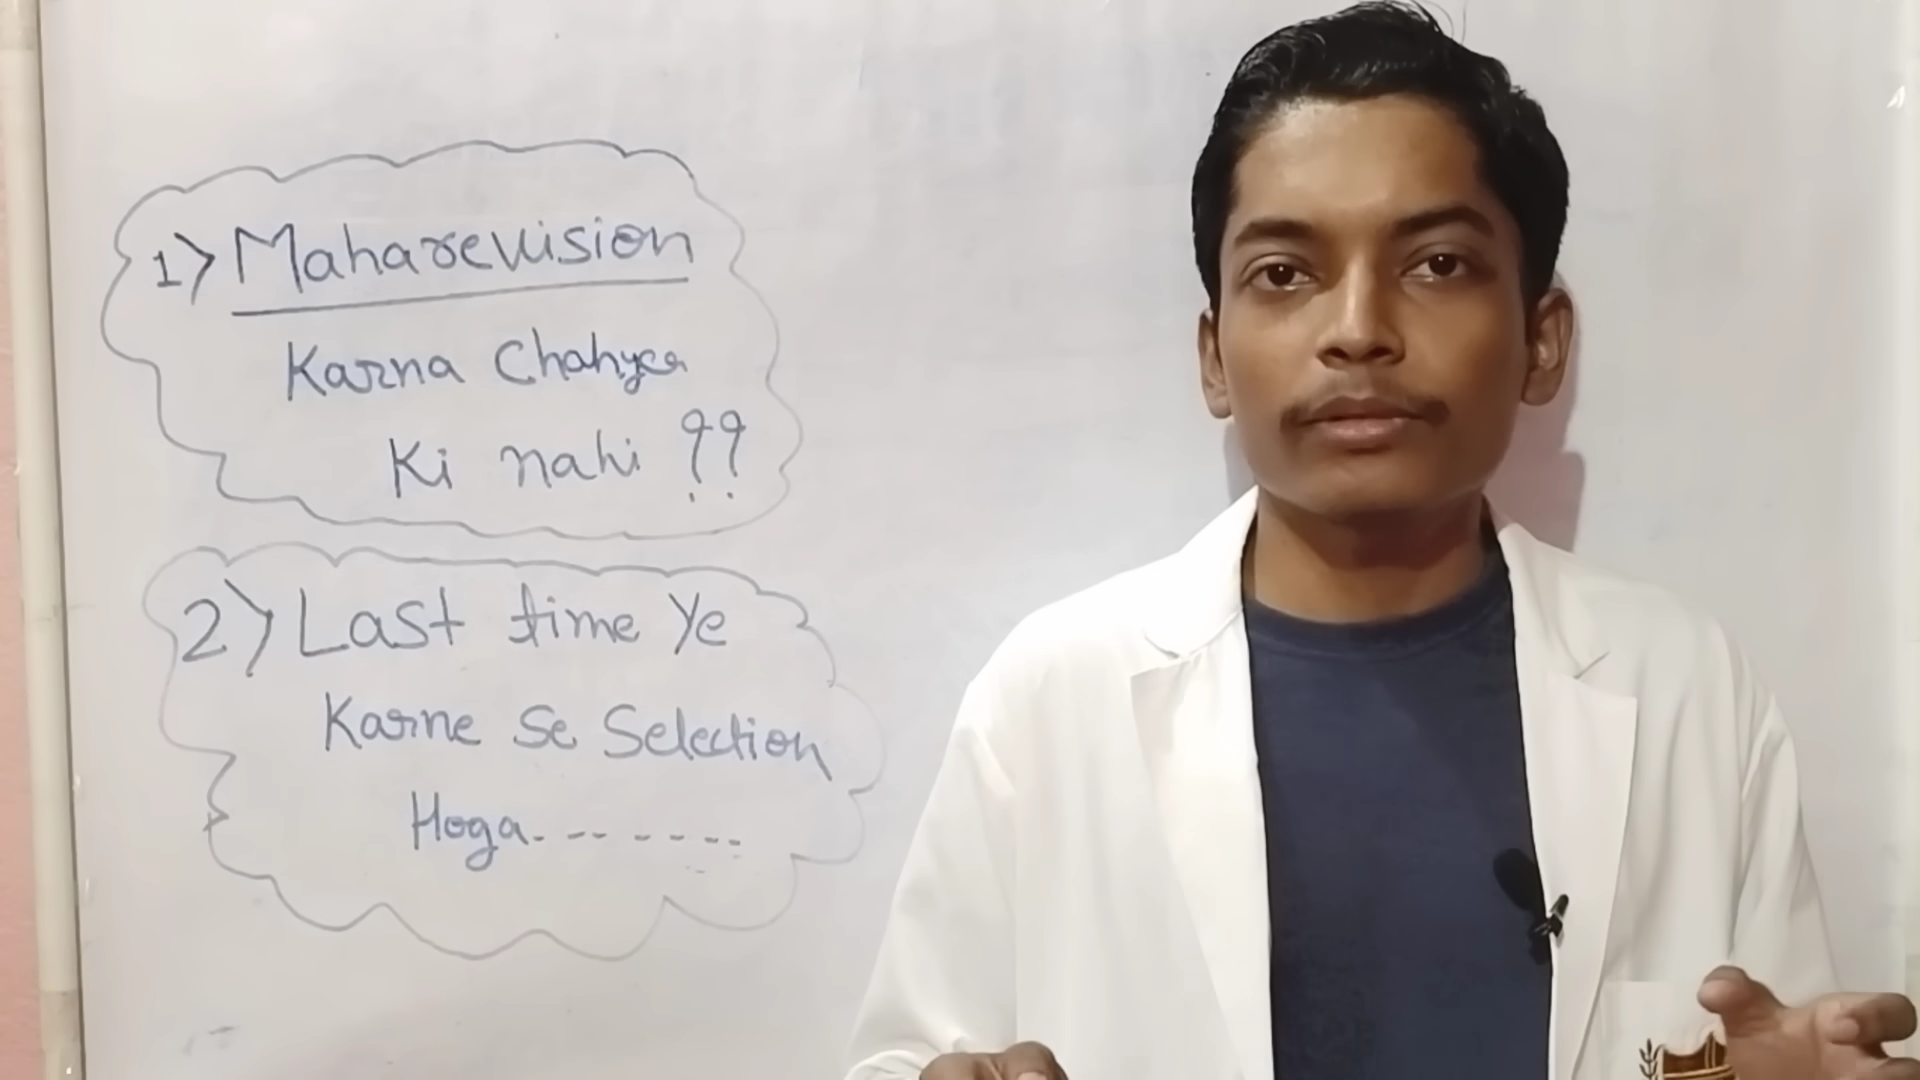 1> Maharevision
Karna Chahyea
Ki nahi ??
2) Last time Ye
Karne Se Selection
Hoga. -- - - - --